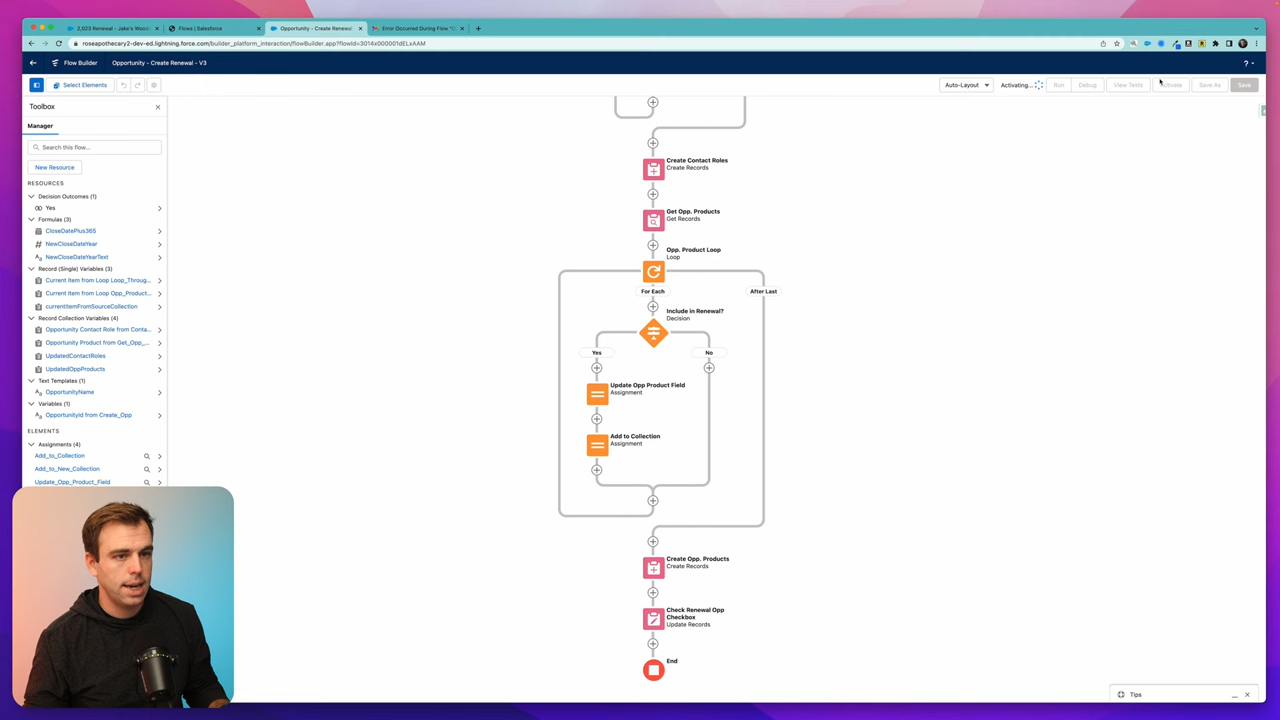 2,023 Renewal - Jake's Wood
Flows | Salesforce
Opportunity - Create Renewal
Error Occurred During Flow "O
roseapothecary2-dev-ed.lightning.force.com/builder_platform_interaction/flowBuilder.app?flowId=3014x000001dELxAAM
Flow Builder
Opportunity - Create Renewal - V3
?
Select Elements
Auto-Layout
Activating...
Run
Debug
View Tests
Activate
Save As
Save
Toolbox
Manager
Search this flow...
New Resource
RESOURCES
Decision Outcomes (1)
Yes
Formulas (3)
CloseDatePlus365
NewCloseDateYear
NewCloseDateYearText
Record (Single) Variables (3)
Current Item from Loop Loop_Throug...
Current Item from Loop Opp_Product...
currentItemFromSourceCollection
Record Collection Variables (4)
Opportunity Contact Role from Conta...
Opportunity Product from Get_Opp_...
UpdatedContactRoles
UpdatedOppProducts
Text Templates (1)
OpportunityName
Variables (1)
OpportunityId from Create_Opp
ELEMENTS
Assignments (4)
Add_to_Collection
Add_to_New_Collection
Update_Opp_Product_Field
Create Contact Roles
Create Records
Get Opp. Products
Get Records
Opp. Product Loop
Loop
For Each
After Last
Include in Renewal?
Decision
Yes
No
Update Opp Product Field
Assignment
Add to Collection
Assignment
Create Opp. Products
Create Records
Check Renewal Opp
Checkbox
Update Records
End
Tips